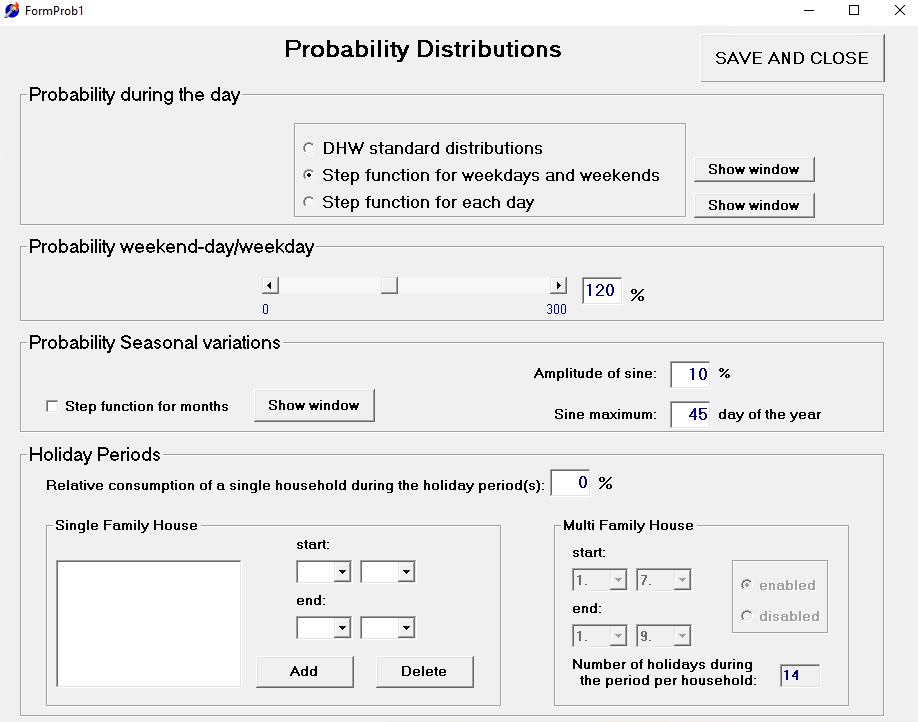 FormProb1
Probability Distributions
SAVE AND CLOSE
Probability during the day
DHW standard distributions
Step function for weekdays and weekends
Show window
Step function for each day
Show window
Probability weekend-day/weekday
0
300
120 %
Probability Seasonal variations
Amplitude of sine: 10 %
Step function for months
Show window
Sine maximum: 45 day of the year
Holiday Periods
Relative consumption of a single household during the holiday period(s): 0 %
Single Family House
start:
end:
Add
Delete
Multi Family House
start:
1. 7.
end:
1. 9.
enabled
disabled
Number of holidays during
the period per household: 14